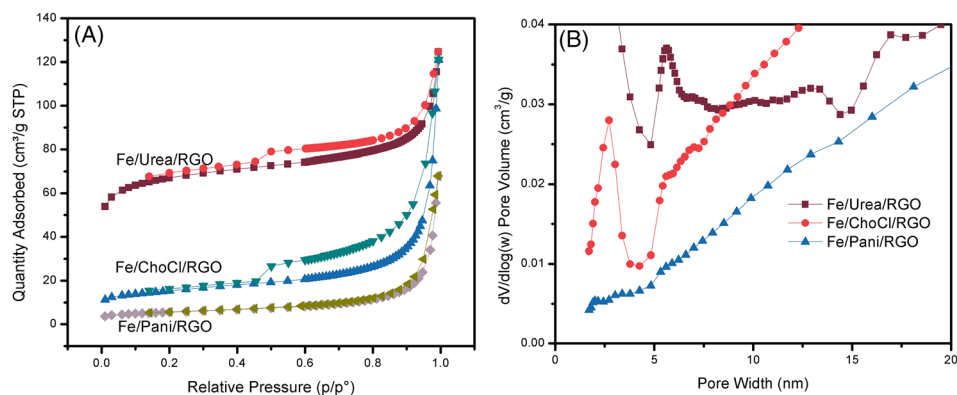 (A)
Quantity Adsorbed (cm³/g STP)
140
120
100
80
60
40
20
0
Fe/Urea/RGO
Fe/ChoCl/RGO
Fe/Pani/RGO
0.0 0.2 0.4 0.6 0.8 1.0
Relative Pressure (p/p°)
(B)
dV/dlog(w) Pore Volume (cm³/g)
0.04
0.03
0.02
0.01
0.00
Fe/Urea/RGO
Fe/ChoCl/RGO
Fe/Pani/RGO
0 5 10 15 20
Pore Width (nm)